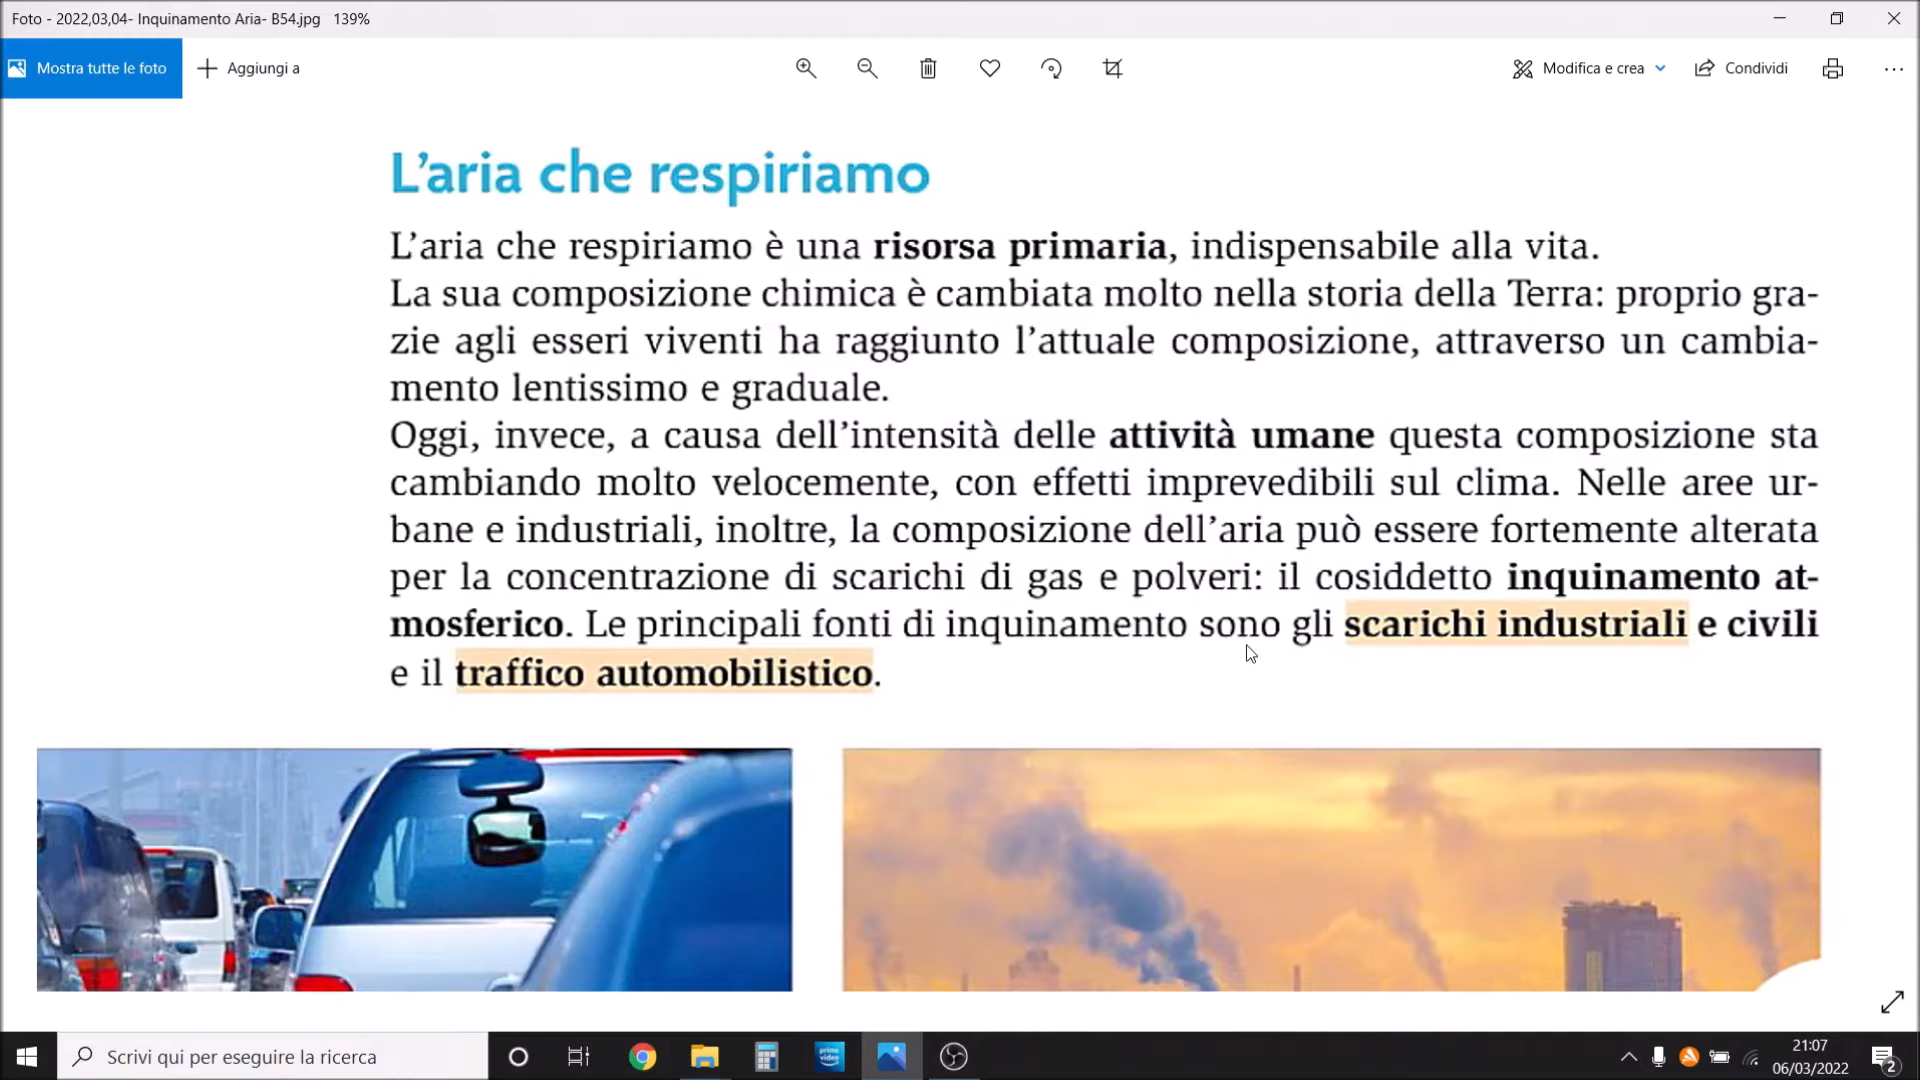 Foto - 2022,03,04- Inquinamento Aria- B54.jpg 139%
Mostra tutte le foto
Aggiungi a
Modifica e crea
Condividi
L'aria che respiriamo
L'aria che respiriamo è una risorsa primaria, indispensabile alla vita.
La sua composizione chimica è cambiata molto nella storia della Terra: proprio gra-
zie agli esseri viventi ha raggiunto l'attuale composizione, attraverso un cambia-
mento lentissimo e graduale.
Oggi, invece, a causa dell'intensità delle attività umane questa composizione sta
cambiando molto velocemente, con effetti imprevedibili sul clima. Nelle aree ur-
bane e industriali, inoltre, la composizione dell'aria può essere fortemente alterata
per la concentrazione di scarichi di gas e polveri: il cosiddetto inquinamento at-
mosferico. Le principali fonti di inquinamento sono gli scarichi industriali e civili
e il traffico automobilistico.
Scrivi qui per eseguire la ricerca
prime
video
21:07
06/03/2022
2